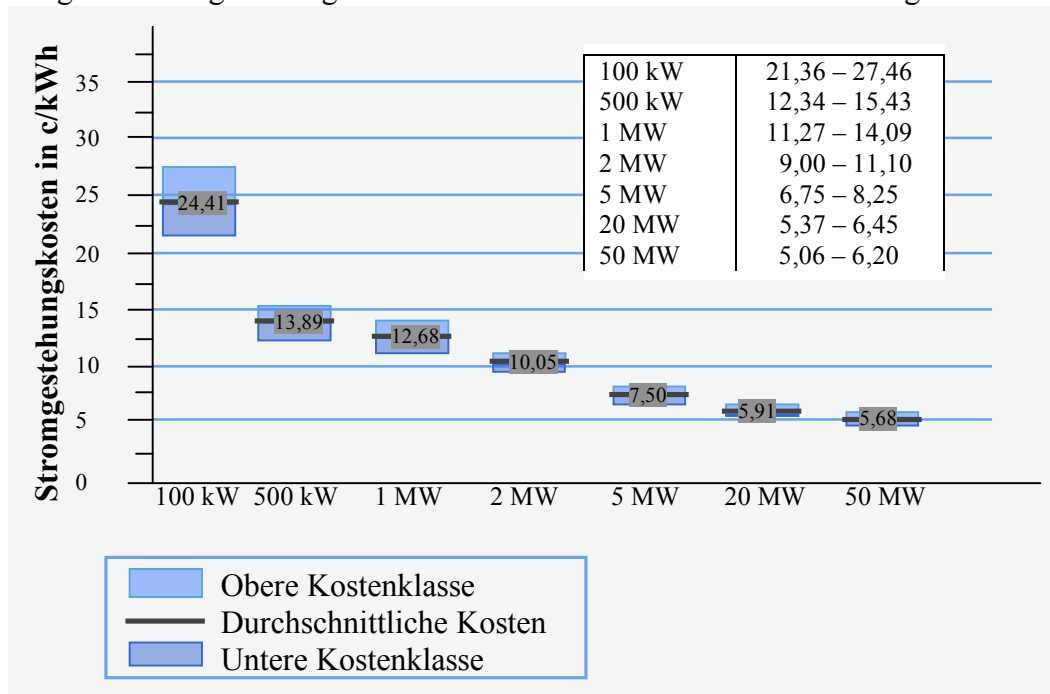 Stromgestehungskosten in c/kWh
35
30
25
20
15
10
5
0
100 kW 21,36 – 27,46
500 kW 12,34 – 15,43
1 MW 11,27 – 14,09
2 MW 9,00 – 11,10
5 MW 6,75 – 8,25
20 MW 5,37 – 6,45
50 MW 5,06 – 6,20
24,41
13,89
12,68
10,05
7,50
5,91
5,68
100 kW 500 kW 1 MW 2 MW 5 MW 20 MW 50 MW
Obere Kostenklasse
Durchschnittliche Kosten
Untere Kostenklasse